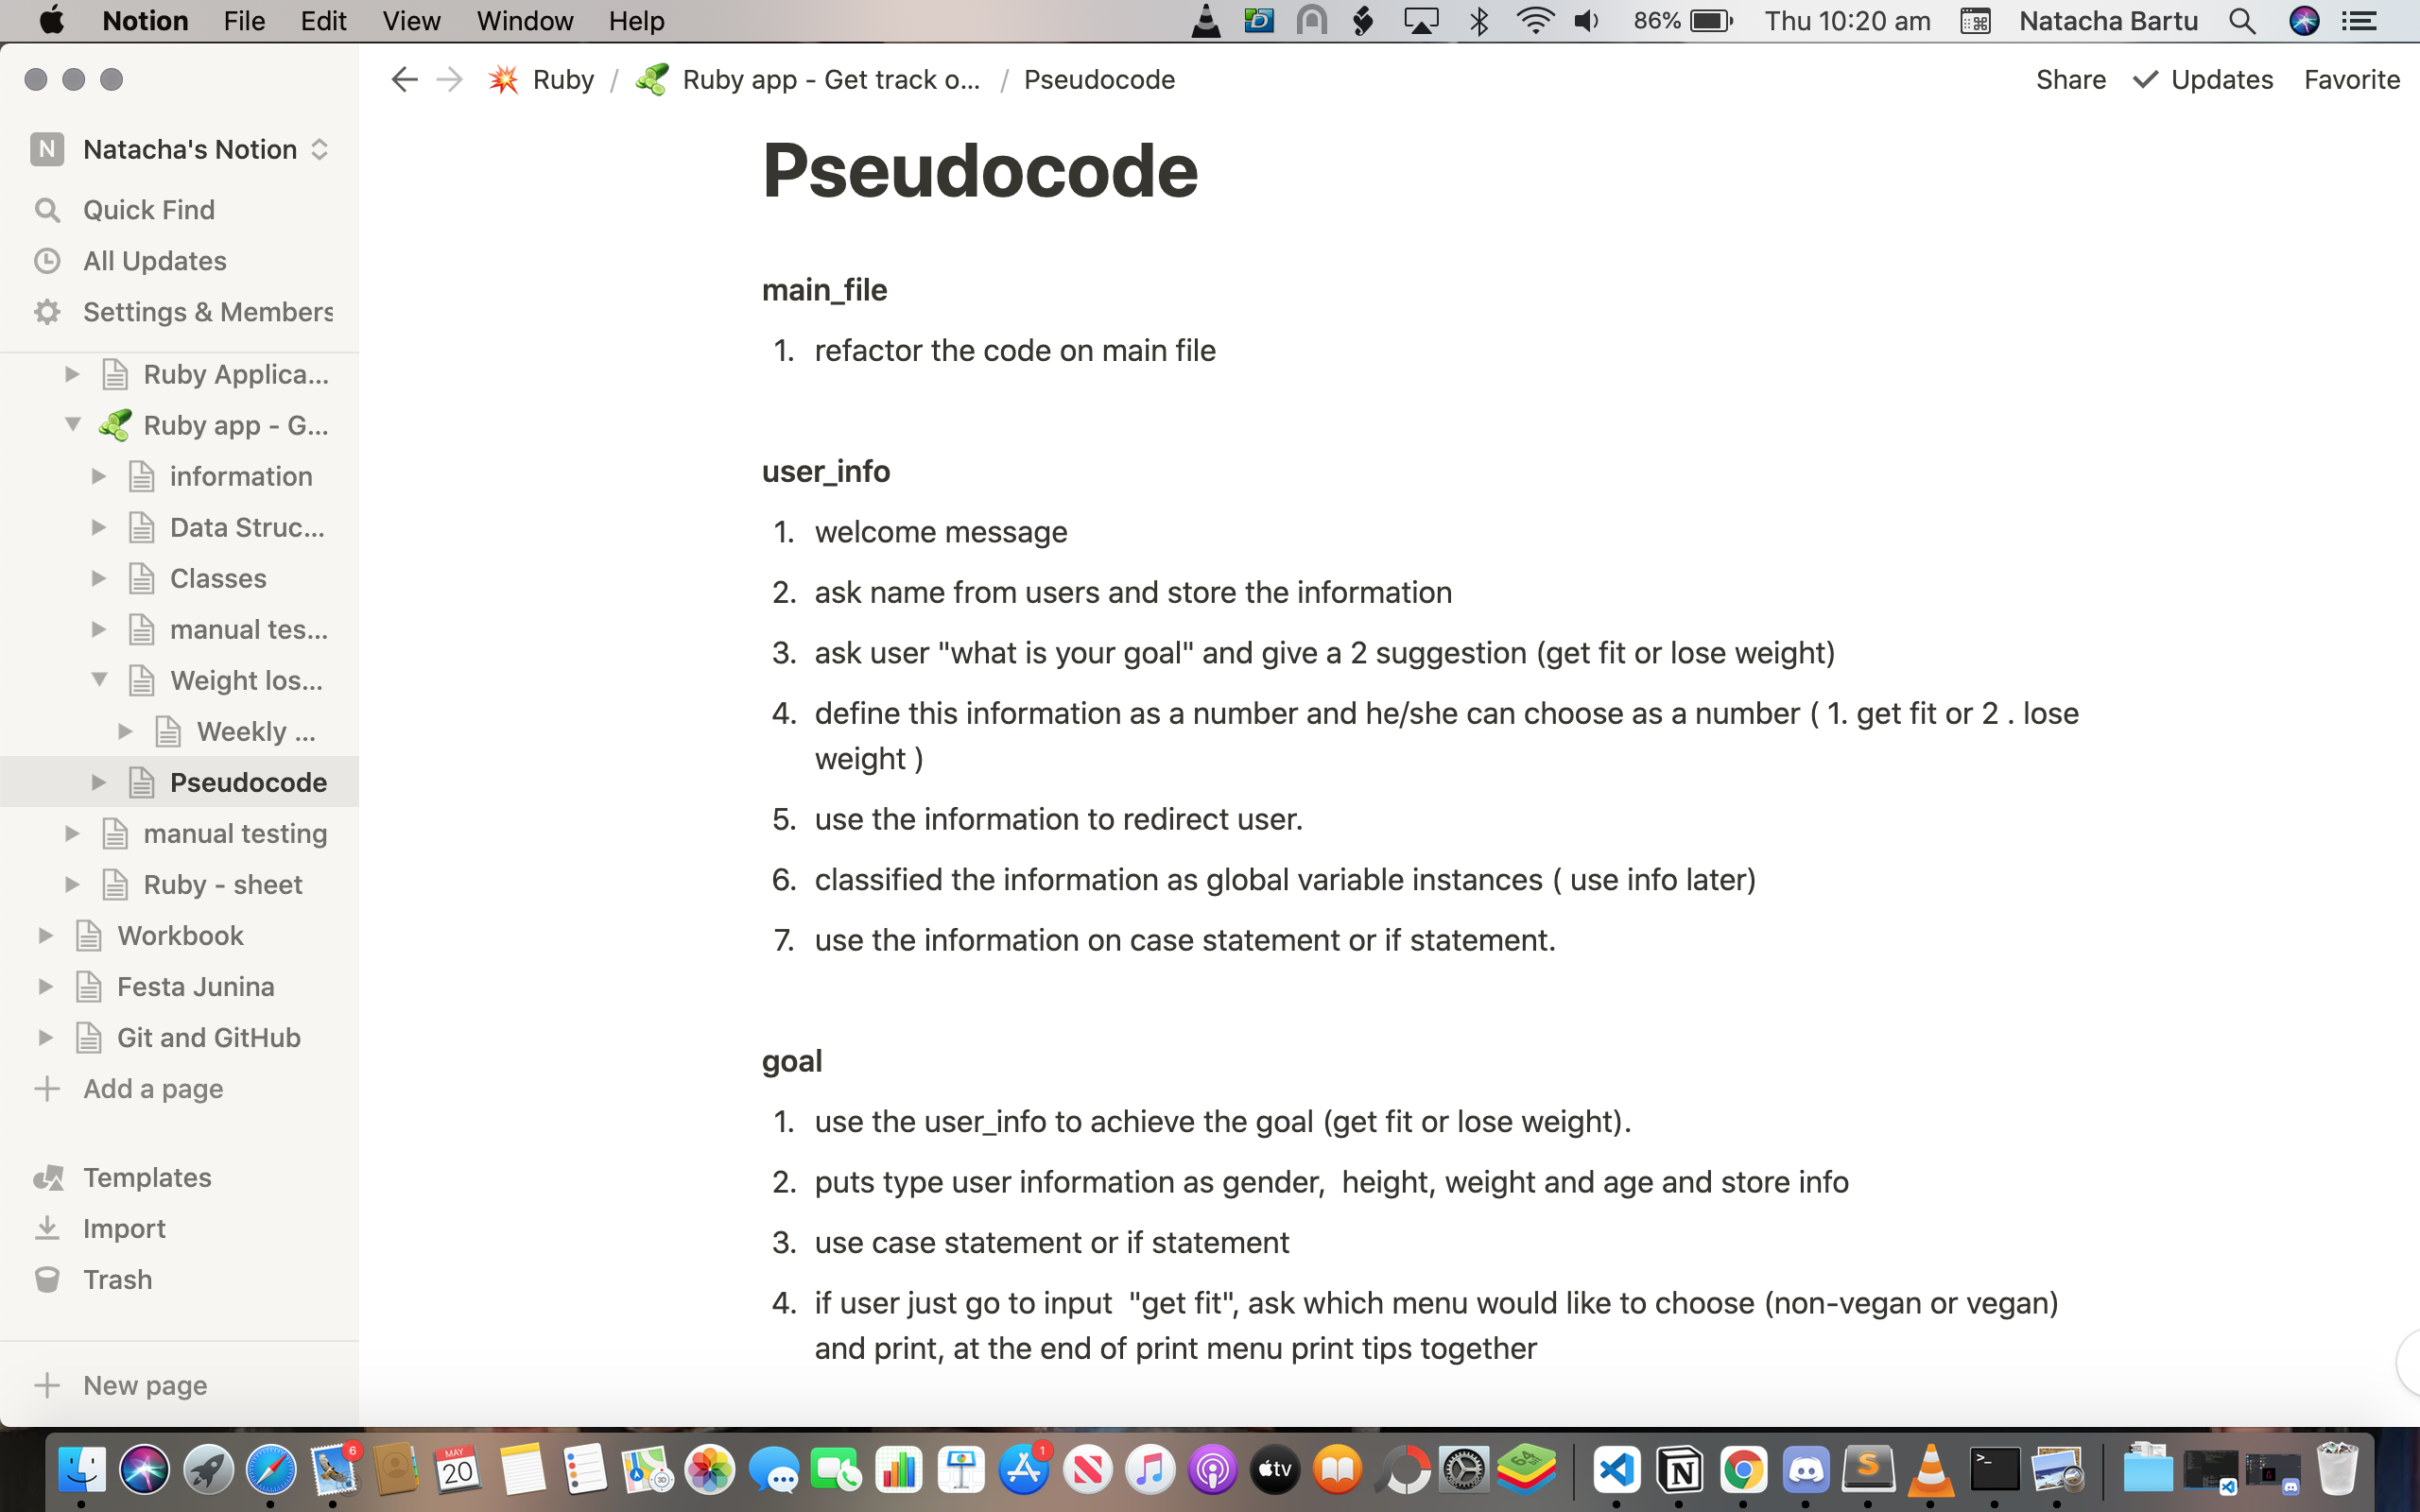 Notion File Edit View Window Help 86% Thu 10:20 am Natacha Bartu
Ruby / Ruby app - Get track o... / Pseudocode Share Updates Favorite
N Natacha's Notion
Quick Find
All Updates
Settings & Members
Ruby Applica...
Ruby app - G...
information
Data Struc...
Classes
manual tes...
Weight los...
Weekly ...
Pseudocode
manual testing
Ruby - sheet
Workbook
Festa Junina
Git and GitHub
Add a page
Templates
Import
Trash
New page
Pseudocode
main_file
1. refactor the code on main file
user_info
1. welcome message
2. ask name from users and store the information
3. ask user "what is your goal" and give a 2 suggestion (get fit or lose weight)
4. define this information as a number and he/she can choose as a number ( 1. get fit or 2 . lose
weight )
5. use the information to redirect user.
6. classified the information as global variable instances ( use info later)
7. use the information on case statement or if statement.
goal
1. use the user_info to achieve the goal (get fit or lose weight).
2. puts type user information as gender,  height, weight and age and store info
3. use case statement or if statement
4. if user just go to input  "get fit", ask which menu would like to choose (non-vegan or vegan)
and print, at the end of print menu print tips together
6 MAY 20 1 tv